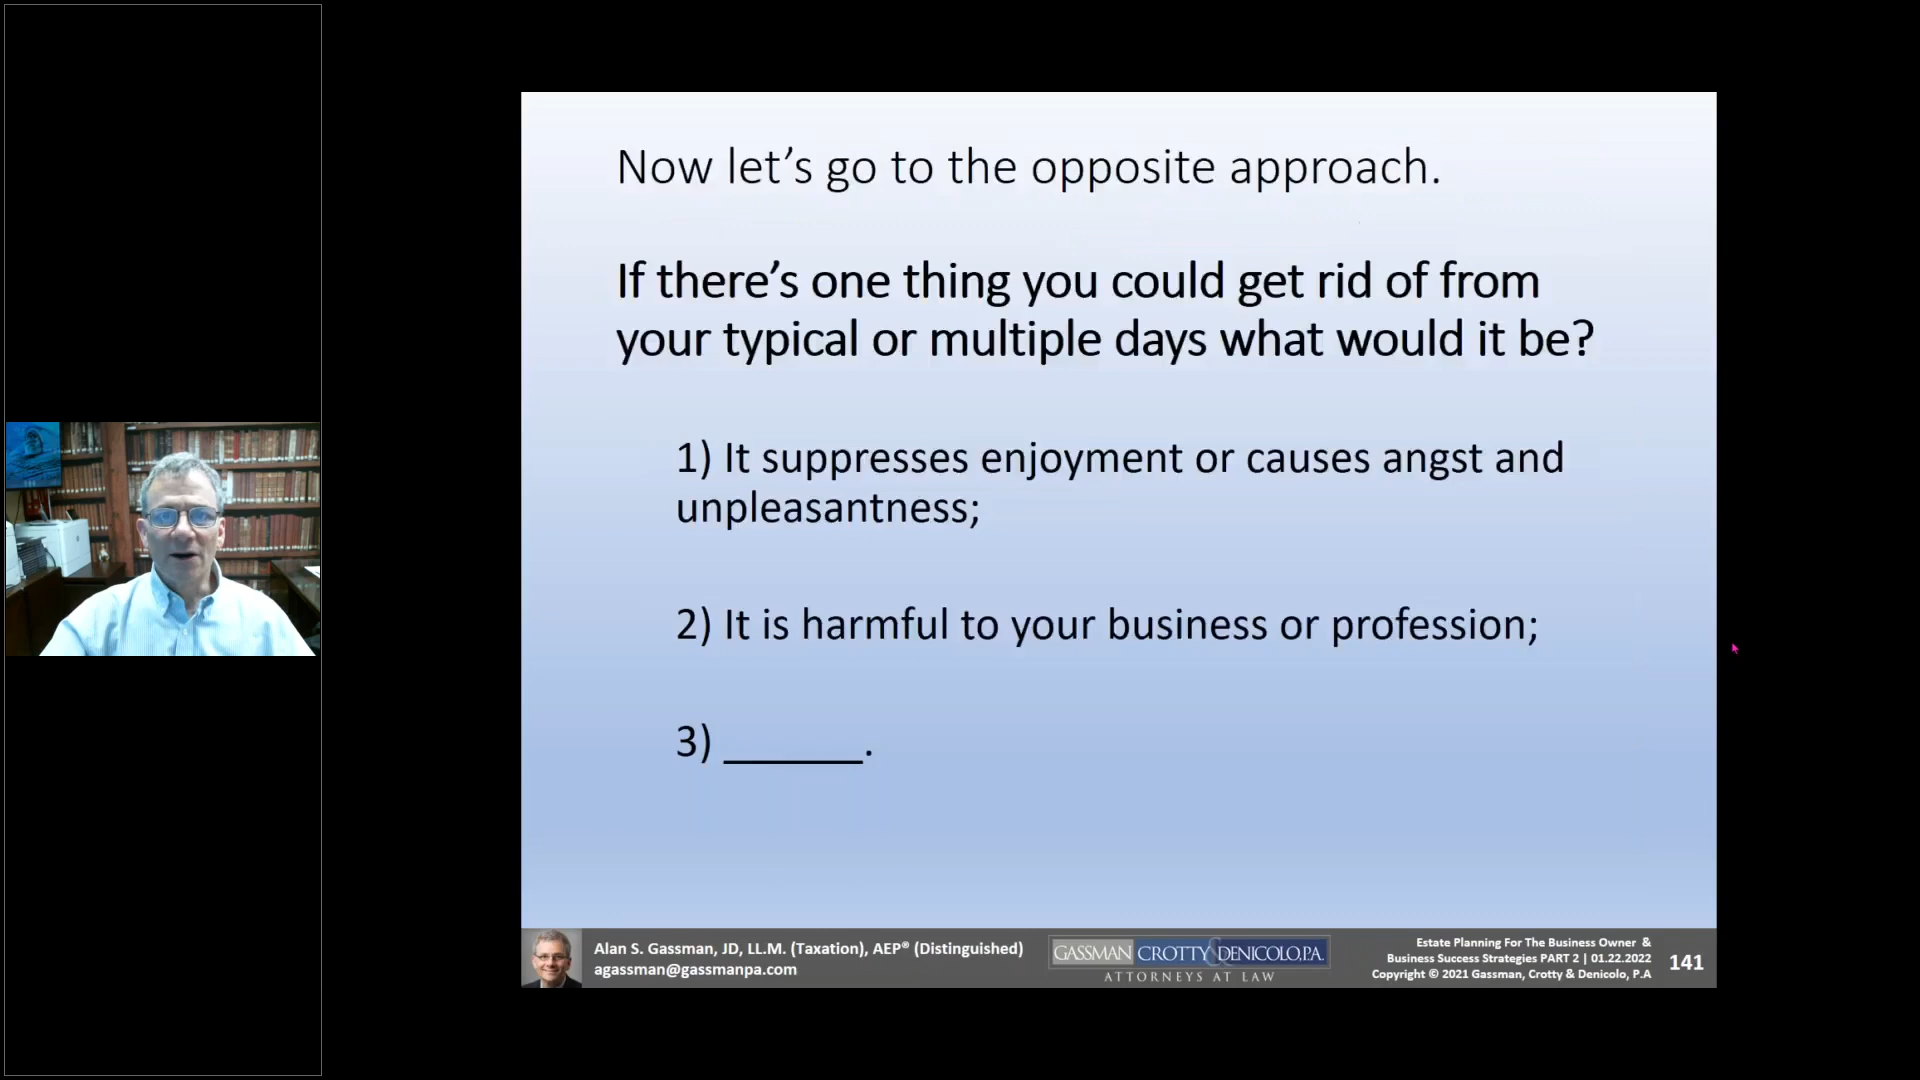 Now let’s go to the opposite approach.
If there’s one thing you could get rid of from
your typical or multiple days what would it be?
1) It suppresses enjoyment or causes angst and
unpleasantness;
2) It is harmful to your business or profession;
3) ______.
Alan S. Gassman, JD, LL.M. (Taxation), AEP® (Distinguished)
agassman@gassmanpa.com
GASSMAN CROTTY & DENICOLO, P.A.
ATTORNEYS AT LAW
Estate Planning For The Business Owner &
Business Success Strategies PART 2 | 01.22.2022
Copyright © 2021 Gassman, Crotty & Denicolo, P.A
141